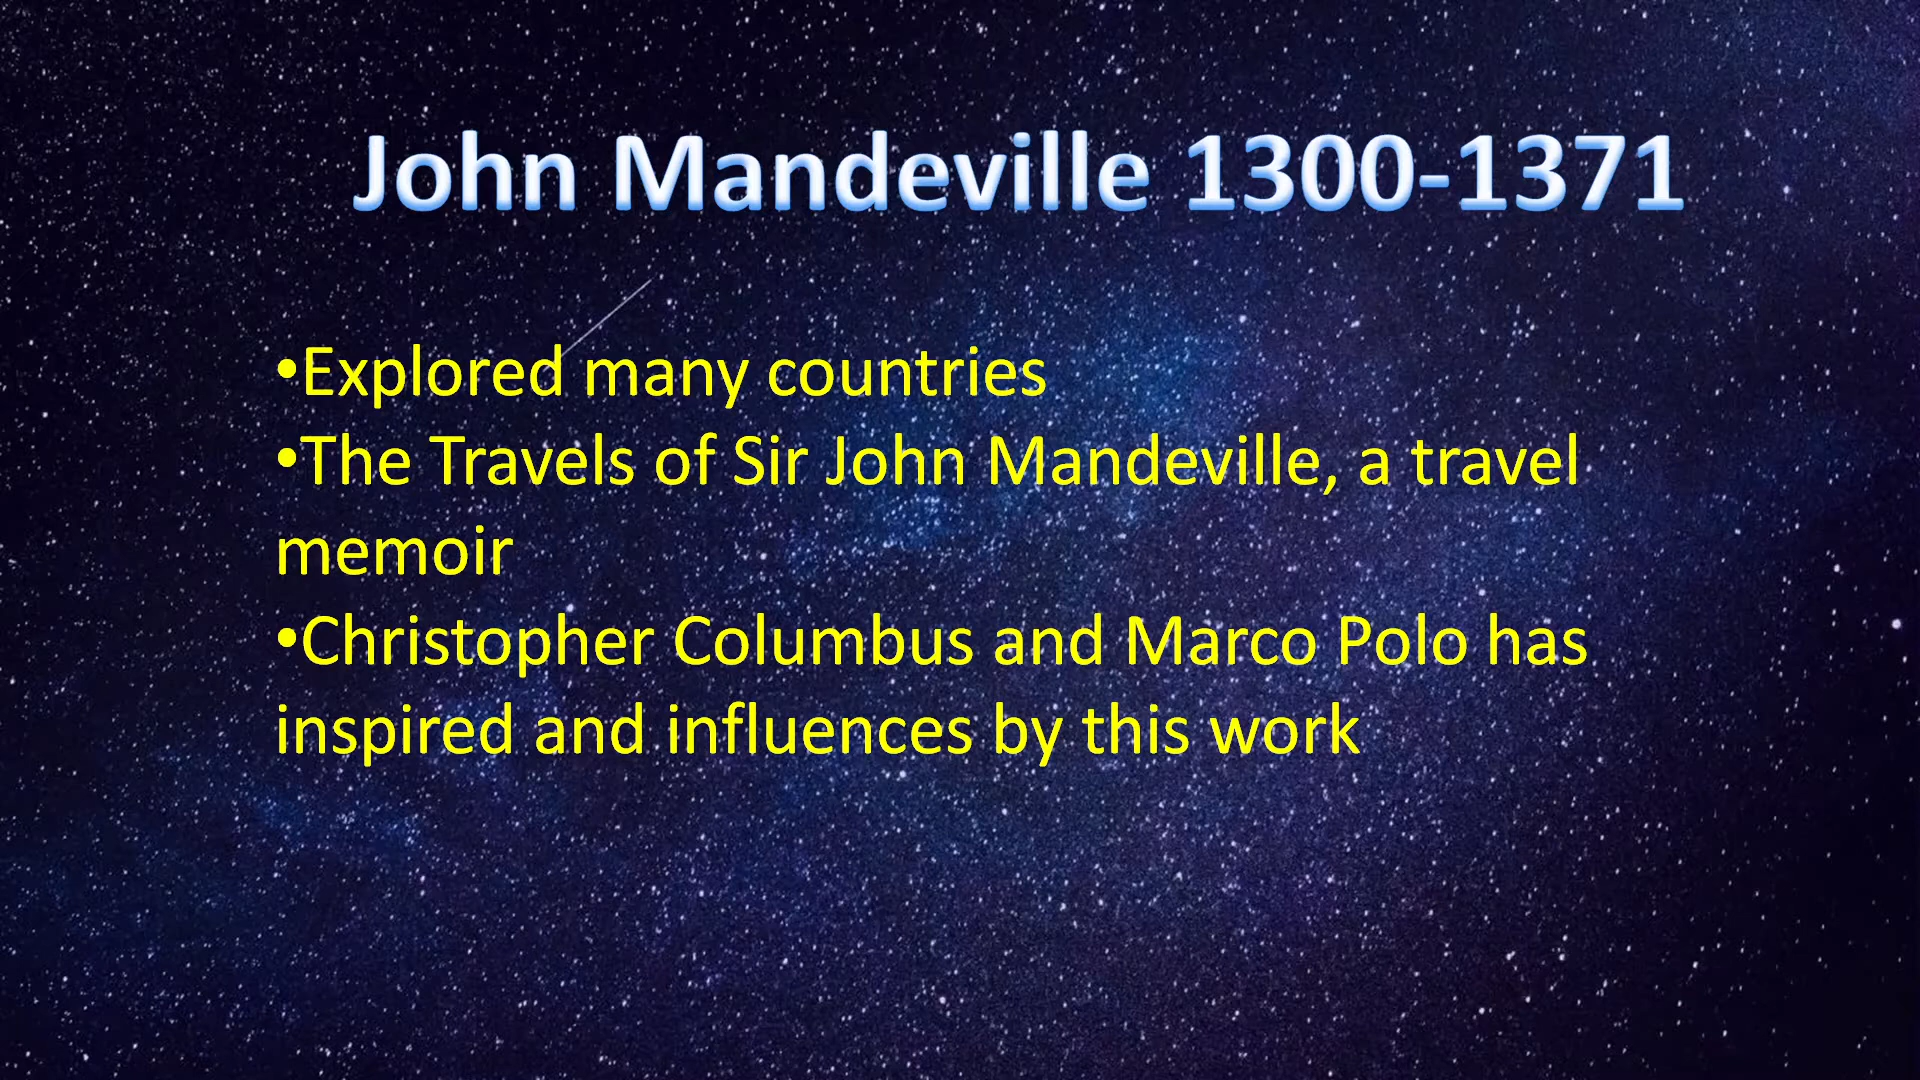 John Mandeville 1300-1371
•Explored many countries
•The Travels of Sir John Mandeville, a travel
memoir
•Christopher Columbus and Marco Polo has
inspired and influences by this work